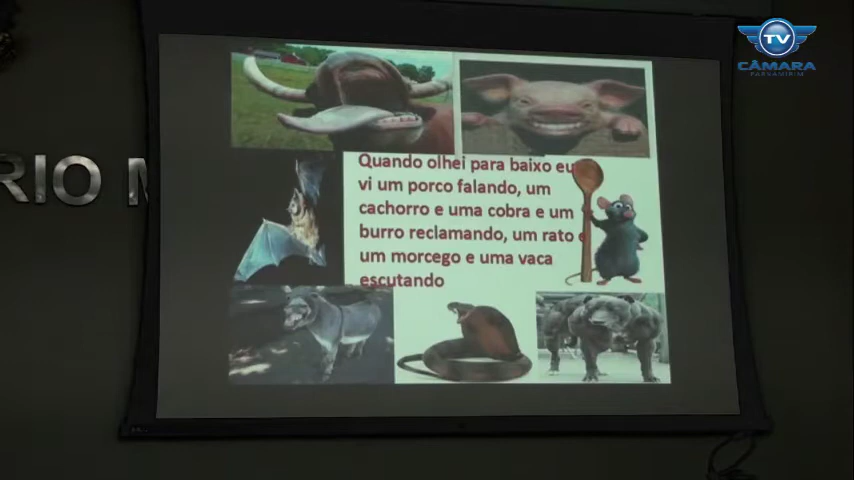 TV
CÂMARA
PARNAMIRIM
RIO M
Quando olhei para baixo eu
vi um porco falando, um
cachorro e uma cobra e um
burro reclamando, um rato e
um morcego e uma vaca
escutando